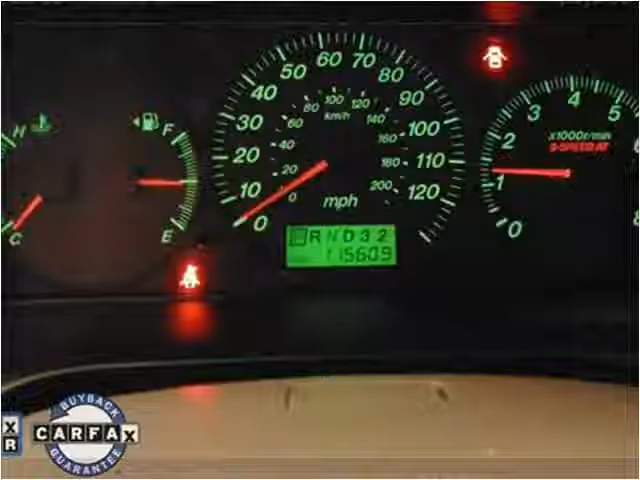 H
C
F
E
0
10
20
30
40
50
60
70
80
90
100
110
120
mph
0
20
40
60
80
100
120
140
160
180
200
km/h
P R N D 3 2
115609
0
1
2
3
4
5
6
8
x1000r/min
5-SPEED AT
X
R
BUYBACK
CARFAX
GUARANTEE